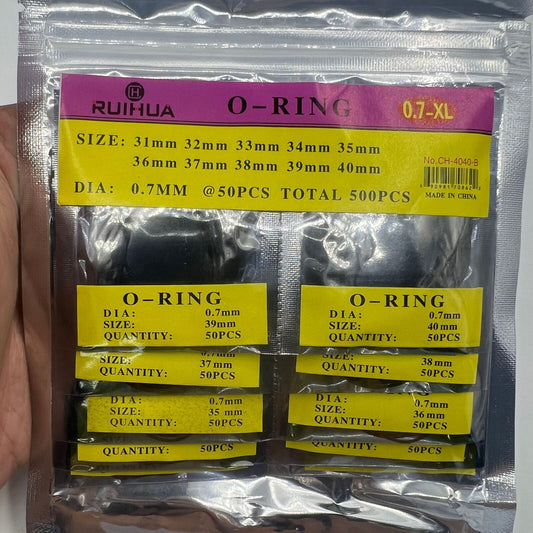 H
RUIHUA
O-RING
0.7-XL
SIZE: 31mm 32mm 33mm 34mm 35mm
36mm 37mm 38mm 39mm 40mm
No.CH-4040-B
DIA: 0.7MM @50PCS TOTAL 500PCS
MADE IN CHINA
O-RING
DIA: 0.7mm
SIZE: 39mm
QUANTITY: 50PCS
O-RING
DIA: 0.7mm
SIZE: 40mm
QUANTITY: 50PCS
0.7mm
SIZE: 37mm
QUANTITY: 50PCS
SIZE: 38mm
QUANTITY: 50PCS
DIA: 0.7mm
SIZE: 35 mm
QUANTITY: 50PCS
DIA: 0.7mm
SIZE: 36mm
QUANTITY: 50PCS
QUANTITY: 50PCS
QUANTITY: 50PCS